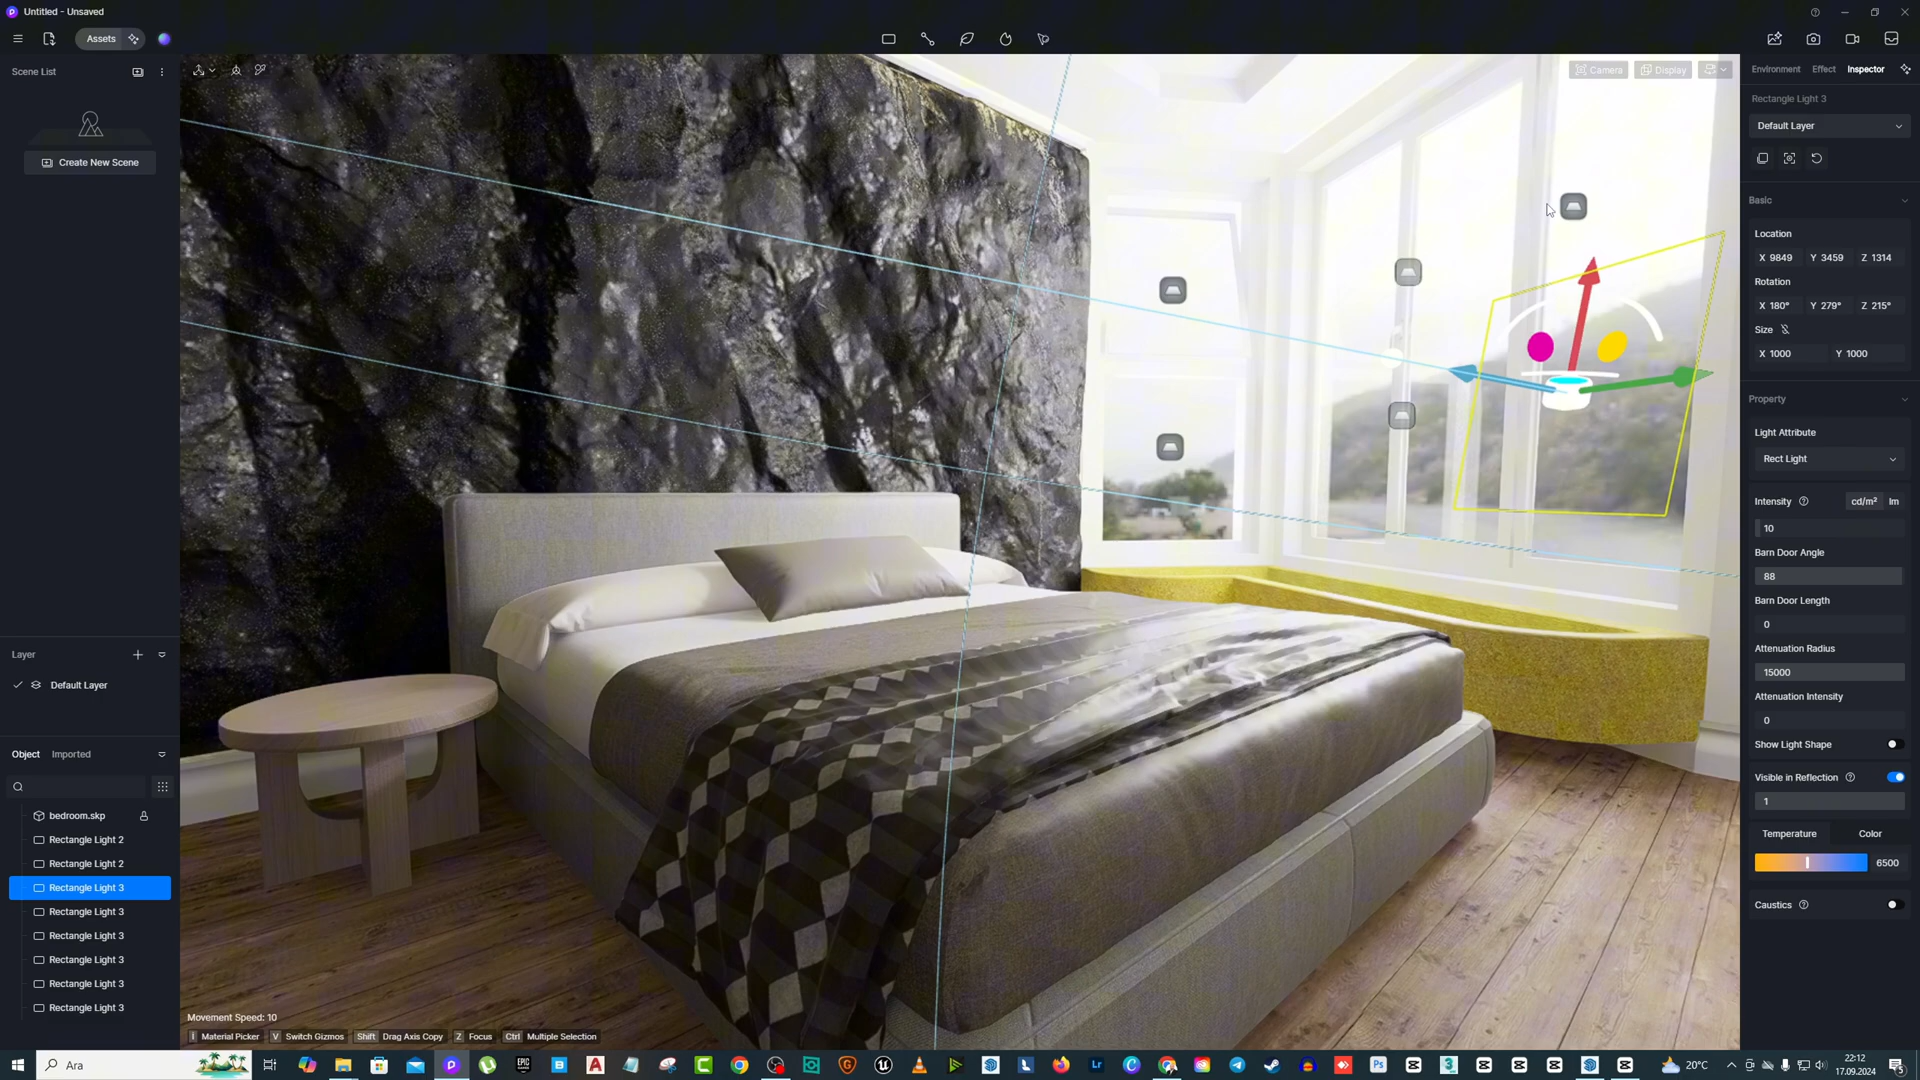 Untitled - Unsaved
Assets
Scene List
Create New Scene
Layer
Default Layer
Object Imported
bedroom.skp
Rectangle Light 2
Rectangle Light 2
Rectangle Light 3
Rectangle Light 3
Rectangle Light 3
Rectangle Light 3
Rectangle Light 3
Rectangle Light 3
Camera Display
Movement Speed: 10
I Material Picker V Switch Gizmos Shift Drag Axis Copy Z Focus Ctrl Multiple Selection
Environment Effect Inspector
Rectangle Light 3
Default Layer
Basic
Location
X 9849 Y 3459 Z 1314
Rotation
X 180° Y 279° Z 215°
Size
X 1000 Y 1000
Property
Light Attribute
Rect Light
Intensity cd/m² lm
10
Barn Door Angle
88
Barn Door Length
0
Attenuation Radius
15000
Attenuation Intensity
0
Show Light Shape
Visible in Reflection
1
Temperature Color
6500
Caustics
Ara
EPIC
20°C
22:12
17.09.2024